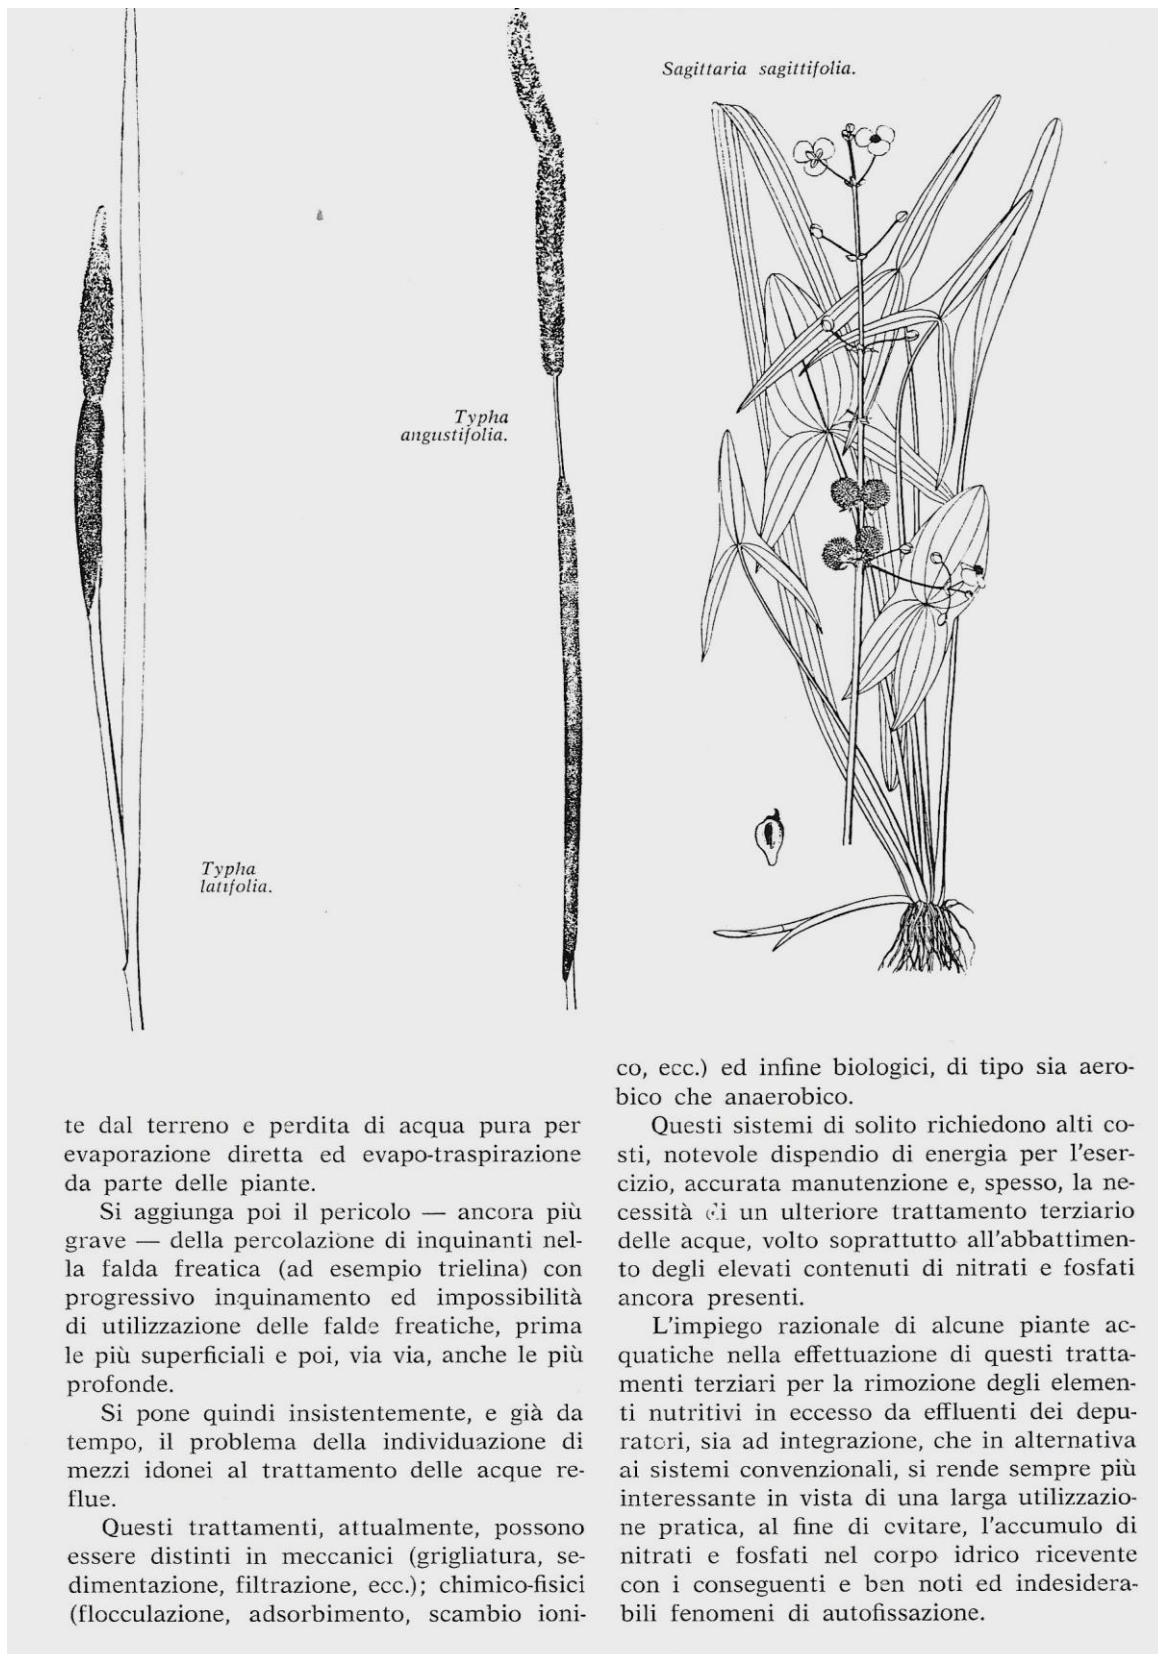 Sagittaria sagittifolia.
Typha
angustifolia.
Typha
latifolia.
te dal terreno e perdita di acqua pura per
evaporazione diretta ed evapo-traspirazione
da parte delle piante.
Si aggiunga poi il pericolo — ancora più
grave — della percolazione di inquinanti nel-
la falda freatica (ad esempio trielina) con
progressivo inquinamento ed impossibilità
di utilizzazione delle falde freatiche, prima
le più superficiali e poi, via via, anche le più
profonde.
Si pone quindi insistentemente, e già da
tempo, il problema della individuazione di
mezzi idonei al trattamento delle acque re-
flue.
Questi trattamenti, attualmente, possono
essere distinti in meccanici (grigliatura, se-
dimentazione, filtrazione, ecc.); chimico-fisici
(flocculazione, adsorbimento, scambio ioni-
co, ecc.) ed infine biologici, di tipo sia aero-
bico che anaerobico.
Questi sistemi di solito richiedono alti co-
sti, notevole dispendio di energia per l'eser-
cizio, accurata manutenzione e, spesso, la ne-
cessità di un ulteriore trattamento terziario
delle acque, volto soprattutto all'abbattimen-
to degli elevati contenuti di nitrati e fosfati
ancora presenti.
L'impiego razionale di alcune piante ac-
quatiche nella effettuazione di questi tratta-
menti terziari per la rimozione degli elemen-
ti nutritivi in eccesso da effluenti dei depu-
ratori, sia ad integrazione, che in alternativa
ai sistemi convenzionali, si rende sempre più
interessante in vista di una larga utilizzazio-
ne pratica, al fine di evitare, l'accumulo di
nitrati e fosfati nel corpo idrico ricevente
con i conseguenti e ben noti ed indesidera-
bili fenomeni di autofissazione.